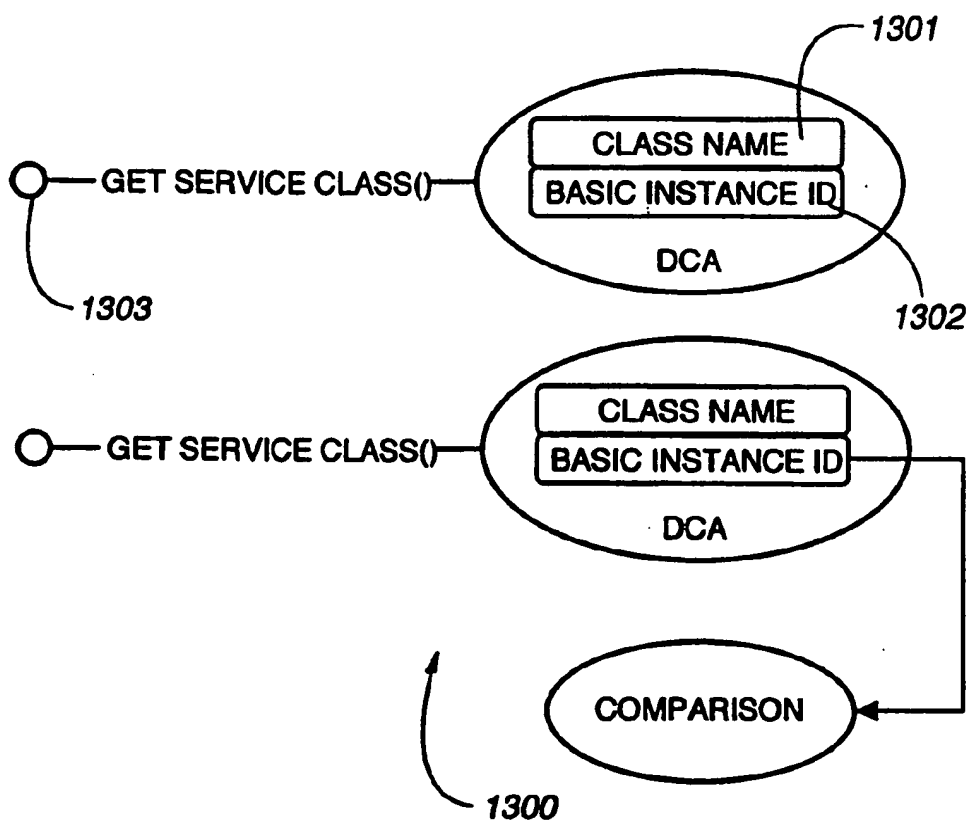 1301
CLASS NAME
GET SERVICE CLASS()
BASIC INSTANCE ID
DCA
1303
1302
CLASS NAME
GET SERVICE CLASS()
BASIC INSTANCE ID
DCA
COMPARISON
1300